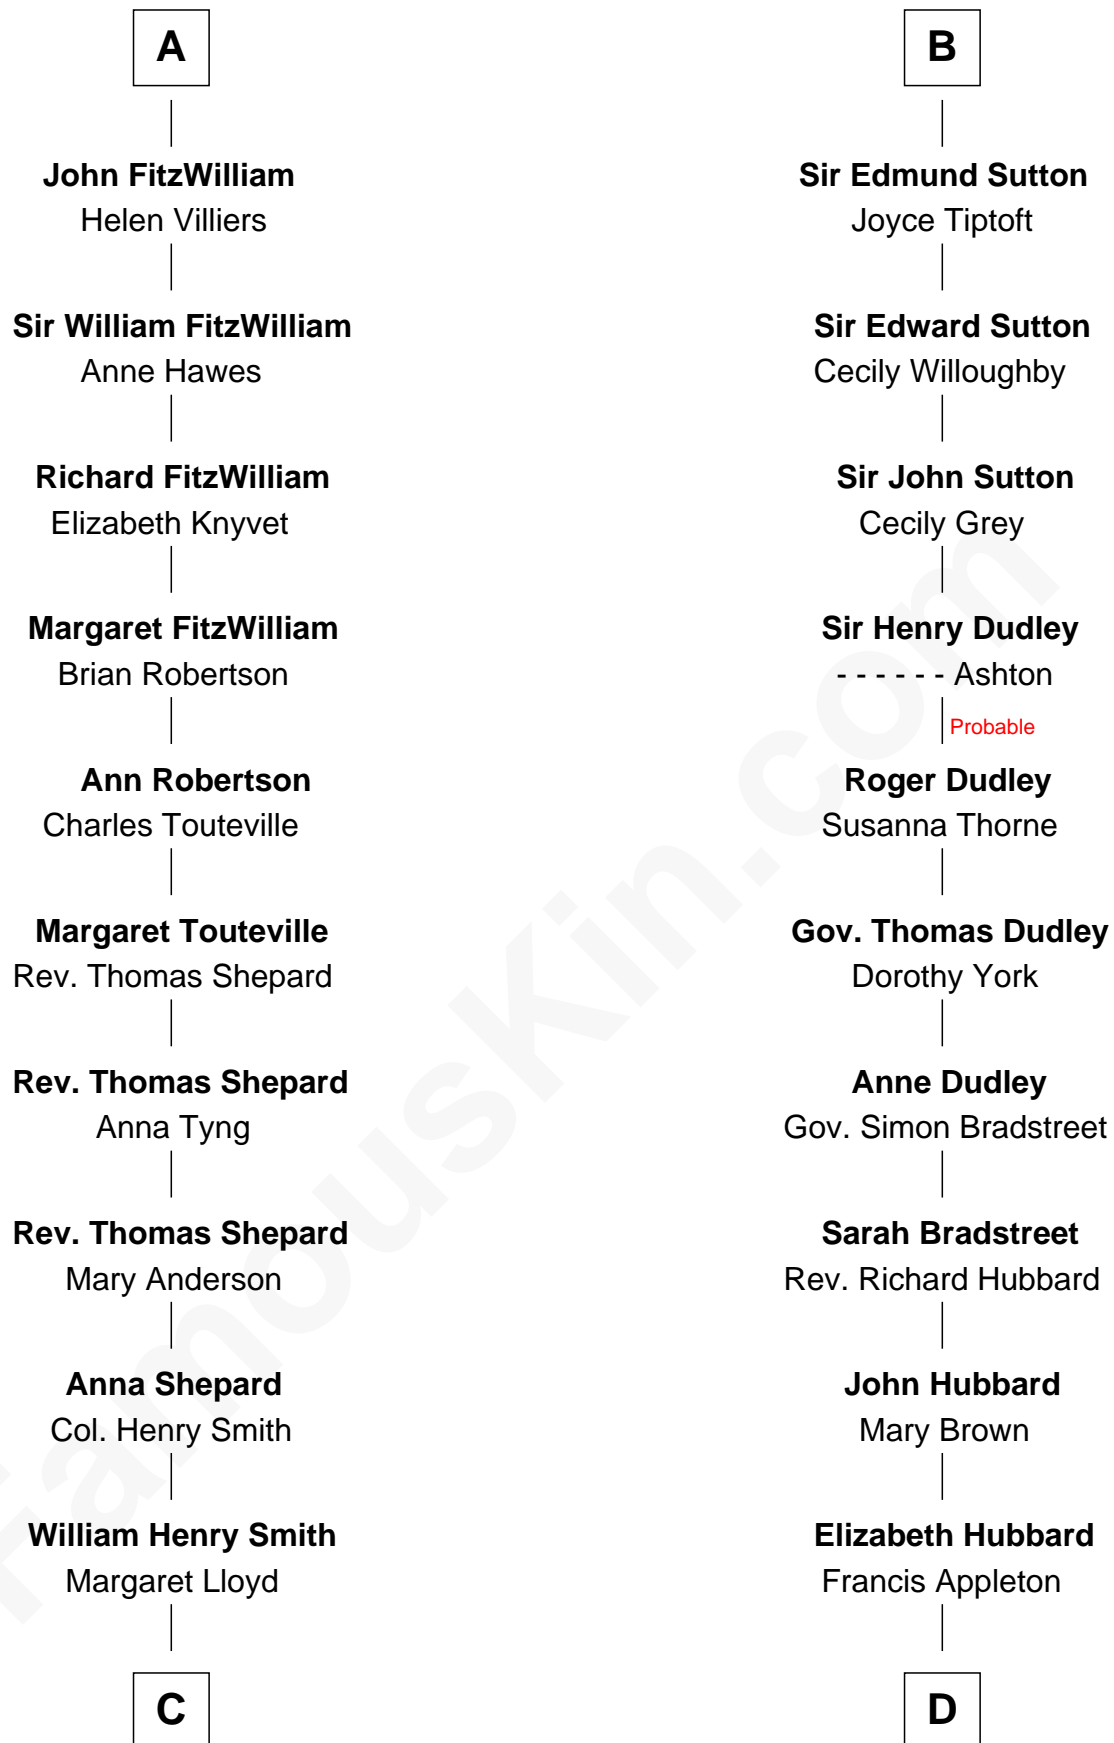 A
John FitzWilliam
Helen Villiers
Sir William FitzWilliam
Anne Hawes
Richard FitzWilliam
Elizabeth Knyvet
Margaret FitzWilliam
Brian Robertson
Ann Robertson
Charles Touteville
Margaret Touteville
Rev. Thomas Shepard
Rev. Thomas Shepard
Anna Tyng
Rev. Thomas Shepard
Mary Anderson
Anna Shepard
Col. Henry Smith
William Henry Smith
Margaret Lloyd
C
B
Sir Edmund Sutton
Joyce Tiptoft
Sir Edward Sutton
Cecily Willoughby
Sir John Sutton
Cecily Grey
Sir Henry Dudley
- - - - - - Ashton
Probable
Roger Dudley
Susanna Thorne
Gov. Thomas Dudley
Dorothy York
Anne Dudley
Gov. Simon Bradstreet
Sarah Bradstreet
Rev. Richard Hubbard
John Hubbard
Mary Brown
Elizabeth Hubbard
Francis Appleton
D
FamousKin.com